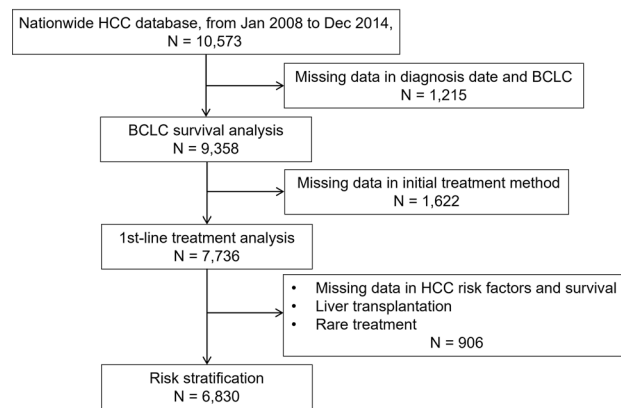 Nationwide HCC database, from Jan 2008 to Dec 2014,
N = 10,573
Missing data in diagnosis date and BCLC
N = 1,215
BCLC survival analysis
N = 9,358
Missing data in initial treatment method
N = 1,622
1st-line treatment analysis
N = 7,736
• Missing data in HCC risk factors and survival
• Liver transplantation
• Rare treatment
N = 906
Risk stratification
N = 6,830